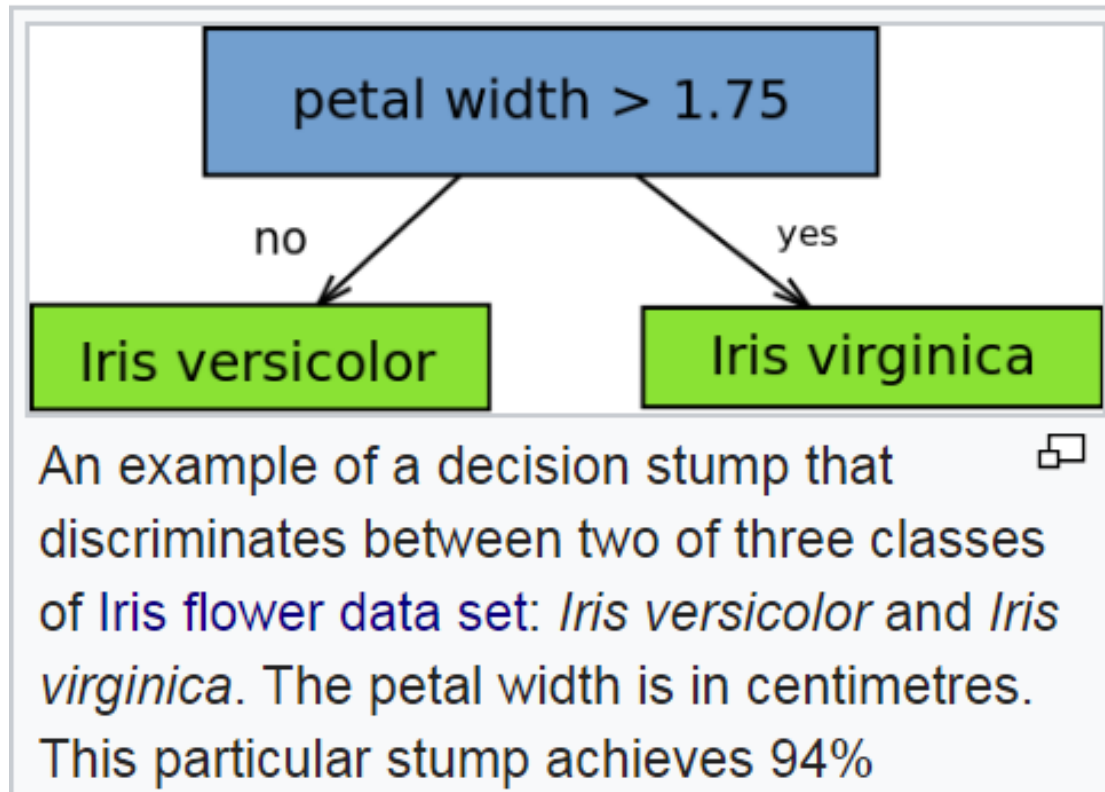 petal width > 1.75
no
yes
Iris versicolor
Iris virginica
An example of a decision stump that
discriminates between two of three classes
of Iris flower data set: Iris versicolor and Iris
virginica. The petal width is in centimetres.
This particular stump achieves 94%